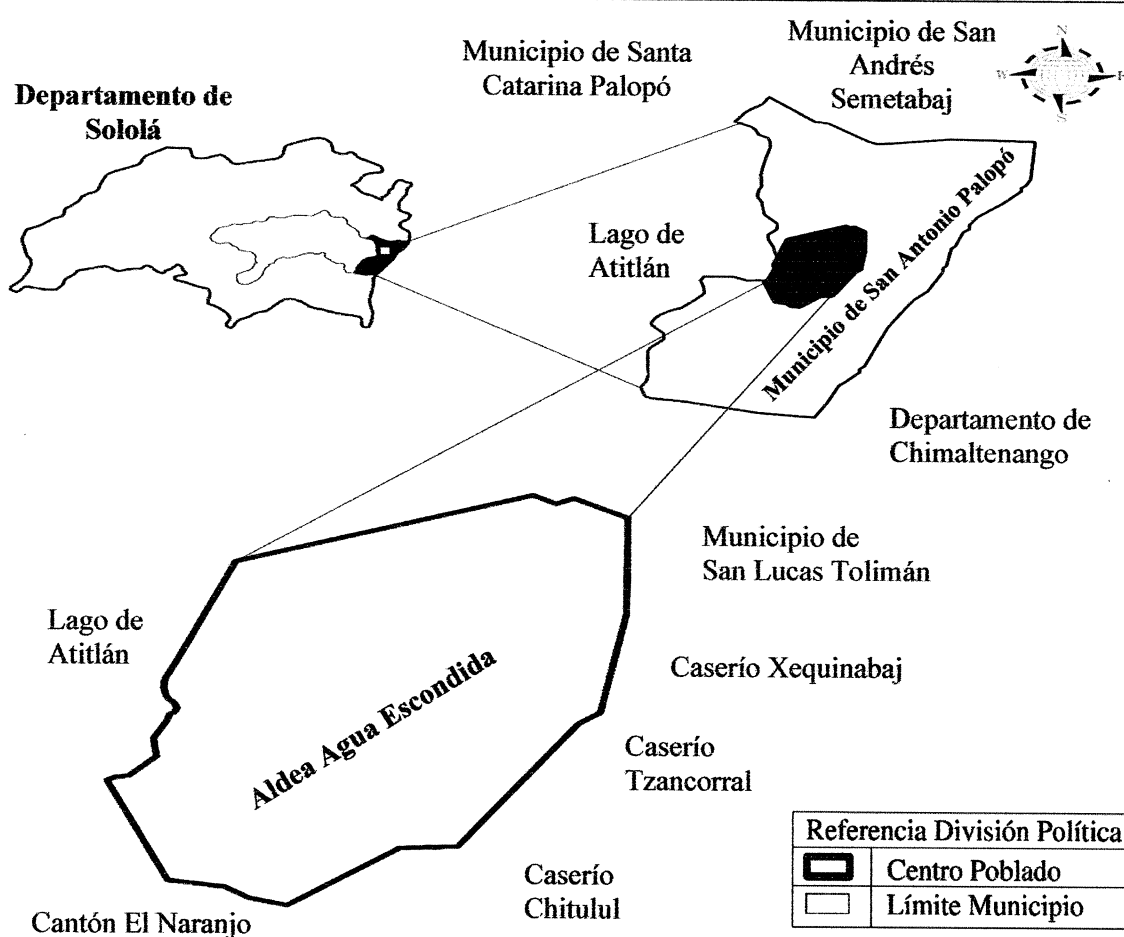 Municipio de Santa
Catarina Palopó
Municipio de San
Andrés
Semetabaj
N
W
E
S
Departamento de
Sololá
Lago de
Atitlán
Municipio de San Antonio Palopó
Departamento de
Chimaltenango
Municipio de
San Lucas Tolimán
Lago de
Atitlán
Caserío Xequinabaj
Aldea Agua Escondida
Caserío
Tzancorral
Caserío
Chitulul
Cantón El Naranjo
Referencia División Política
Centro Poblado
Límite Municipio